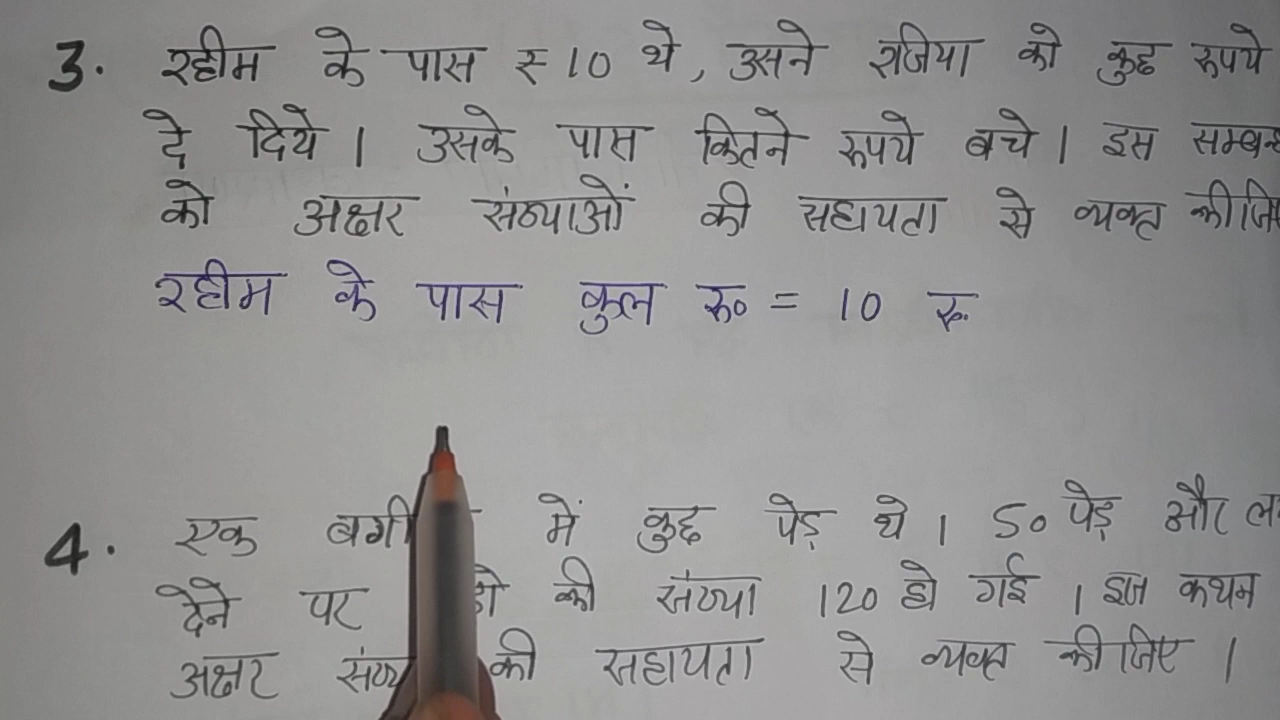 3. रहीम के पास ₹ 10 थे, उसने रजिया को कुछ रुपये
दे दिये । उसके पास कितने रुपये बचे । इस
को अक्षर संख्याओं की सहायता से व्यक्त
रहीम के पास कुल रु० = 10 रु.
4. एक में कुछ पेड़ थे । 50 पेड़ और
देने पर की संख्या 120 हो गई । इस कथन
अक्षर की सहायता से व्यक्त कीजिए ।